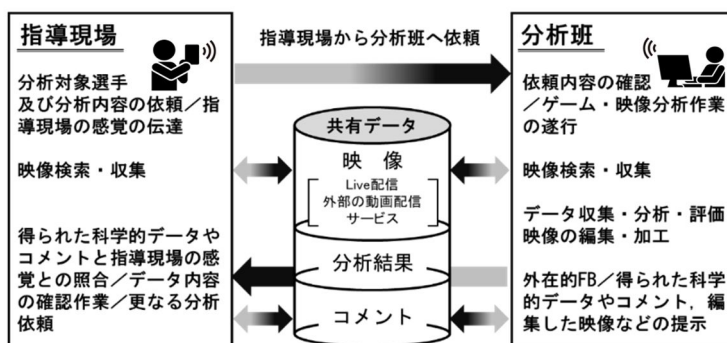 指導現場
分析対象選手
及び分析内容の依頼／指
導現場の感覚の伝達
映像検索・収集
得られた科学的データや
コメントと指導現場の感
覚との照合／データ内容
の確認作業／更なる分析
依頼
指導現場から分析班へ依頼
共有データ
映 像
Live配信
外部の動画配信
サービス
分析結果
コメント
分析班
依頼内容の確認
／ゲーム・映像分析作業
の遂行
映像検索・収集
データ収集・分析・評価
映像の編集・加工
外在的FB／得られた科学
的データやコメント，編
集した映像などの提示